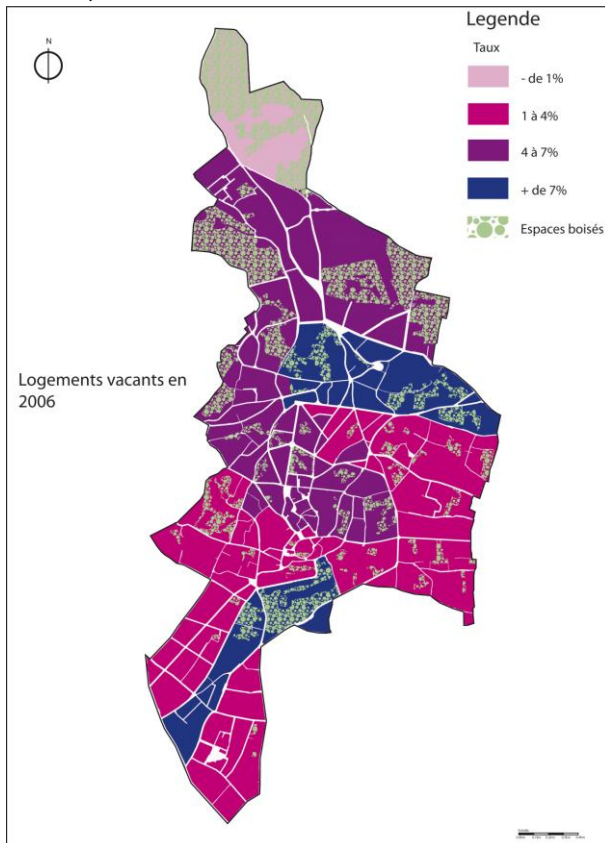 Legende
N
Taux
- de 1%
1 à 4%
4 à 7%
+ de 7%
Espaces boisés
Logements vacants en
2006